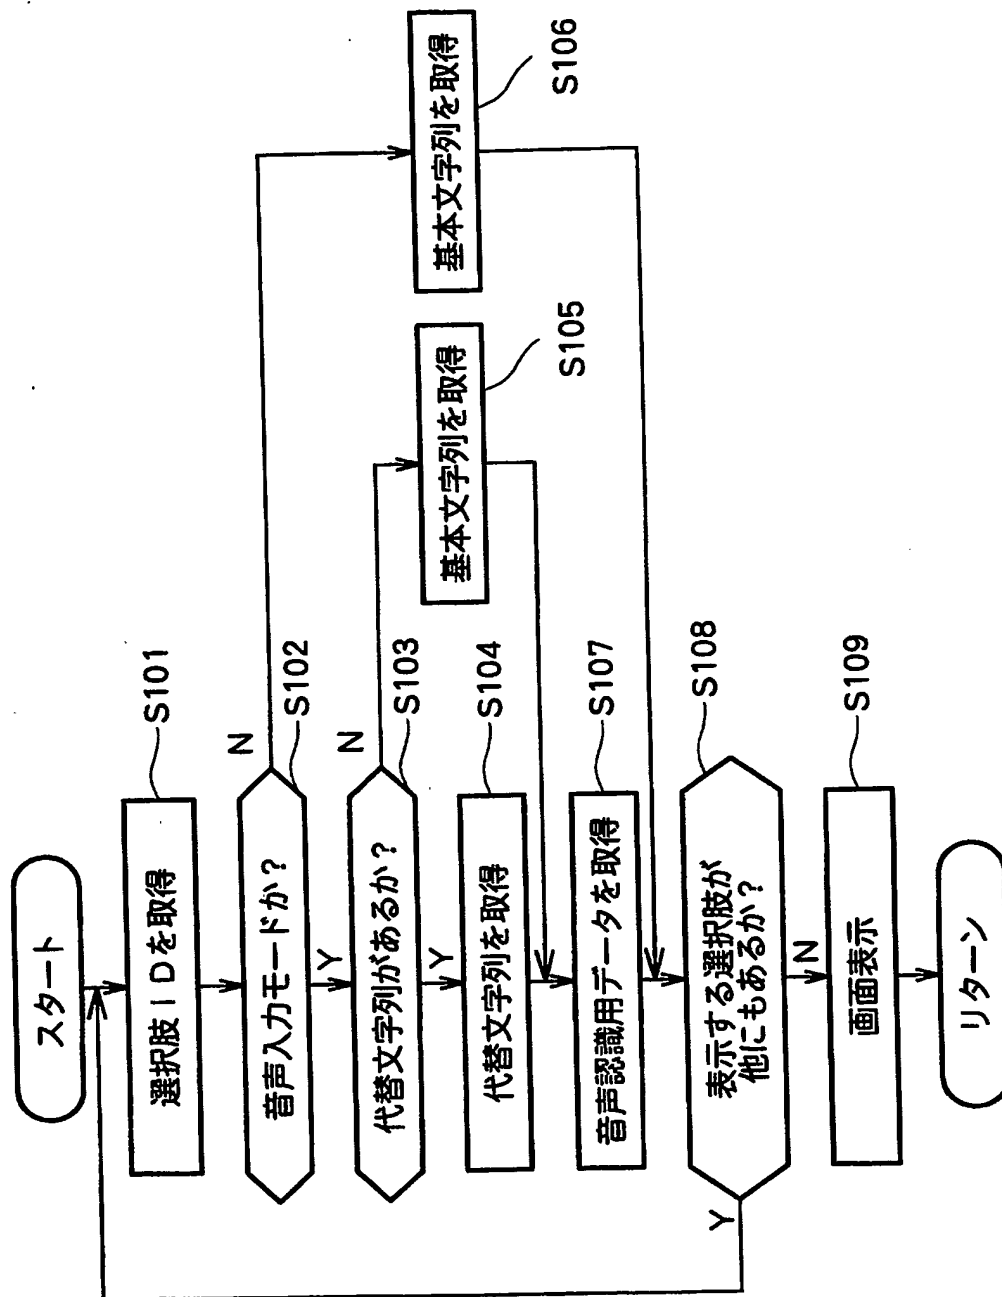 スタート
選択肢IDを取得
S101
音声入力モードか?
S102
N
Y
代替文字列があるか?
S103
N
Y
代替文字列を取得
S104
基本文字列を取得
S105
基本文字列を取得
S106
音声認識用データを取得
S107
表示する選択肢が
他にもあるか?
S108
Y
N
画面表示
S109
リターン